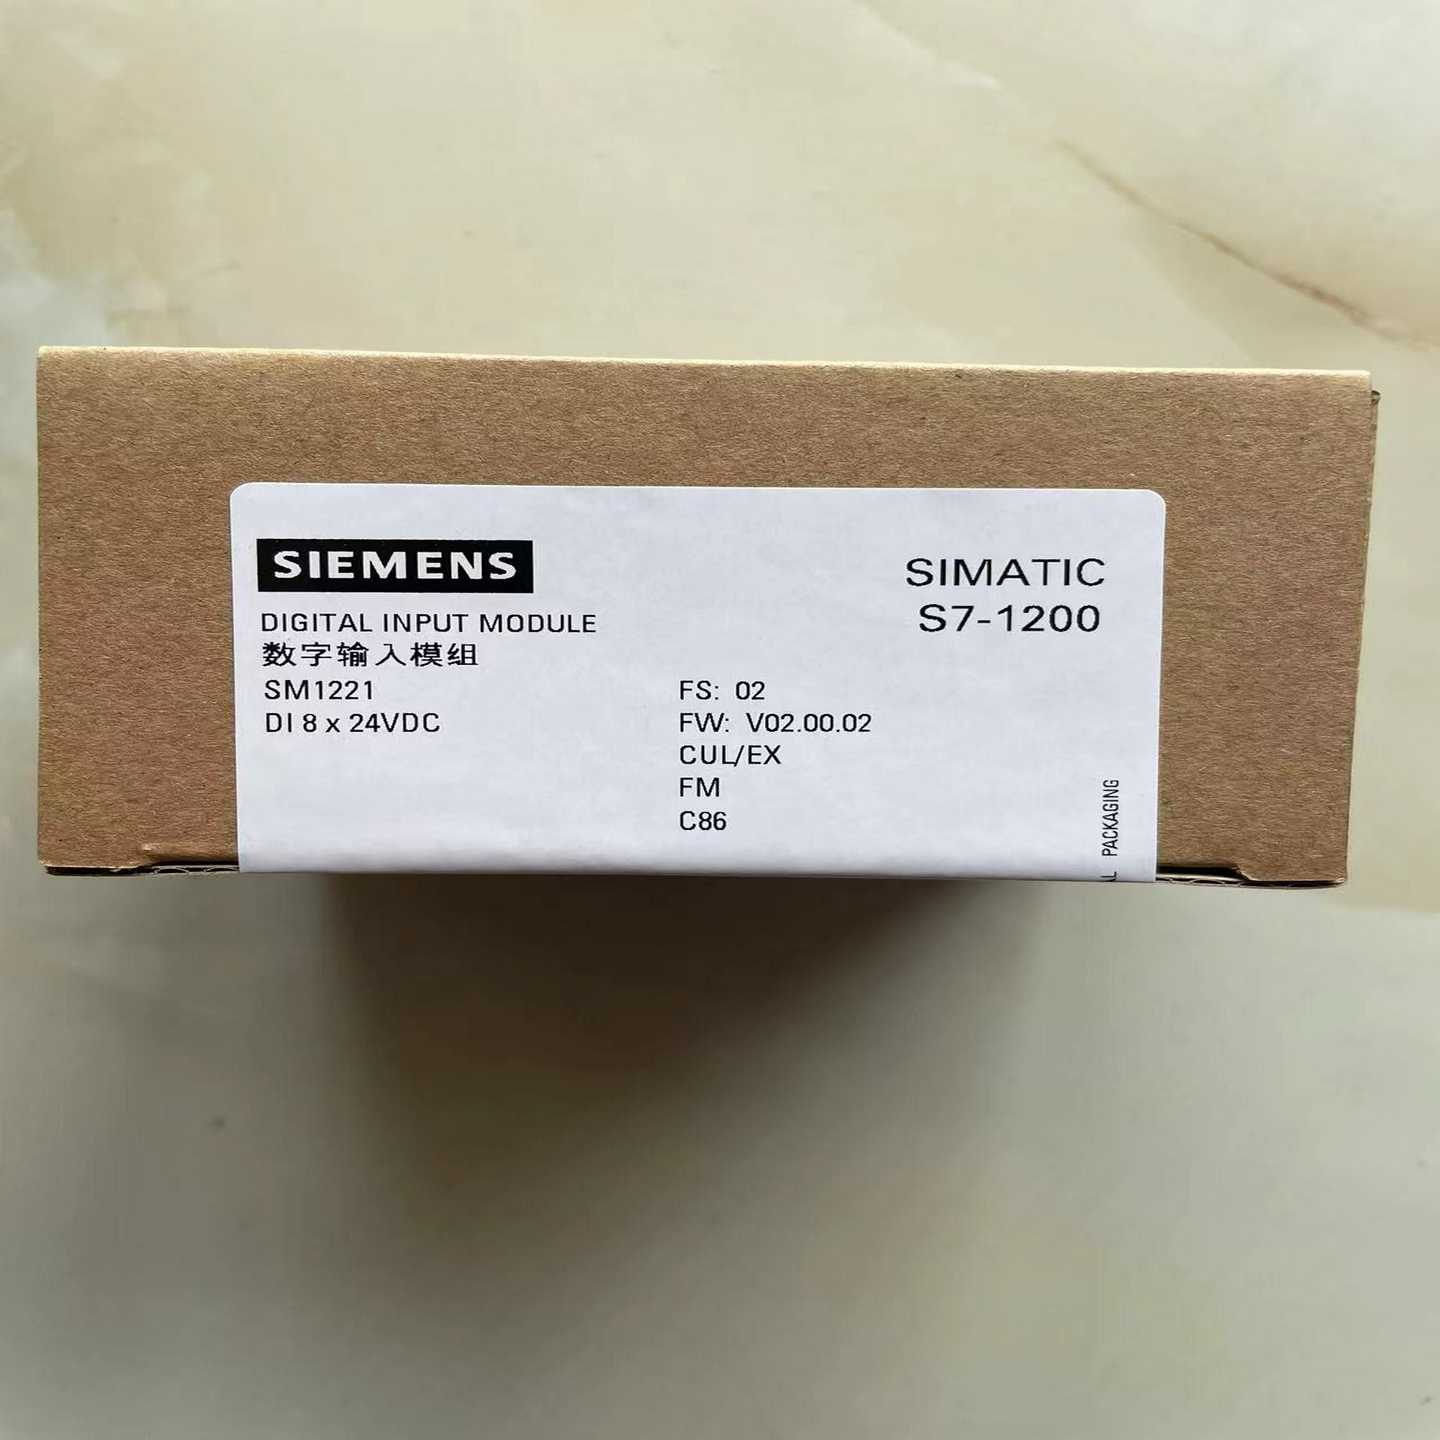 SIEMENS
SIMATIC
S7-1200
DIGITAL INPUT MODULE
数字输入模组
SM1221
DI 8 x 24VDC
FS: 02
FW: V02.00.02
CUL/EX
FM
C86
PACKAGING